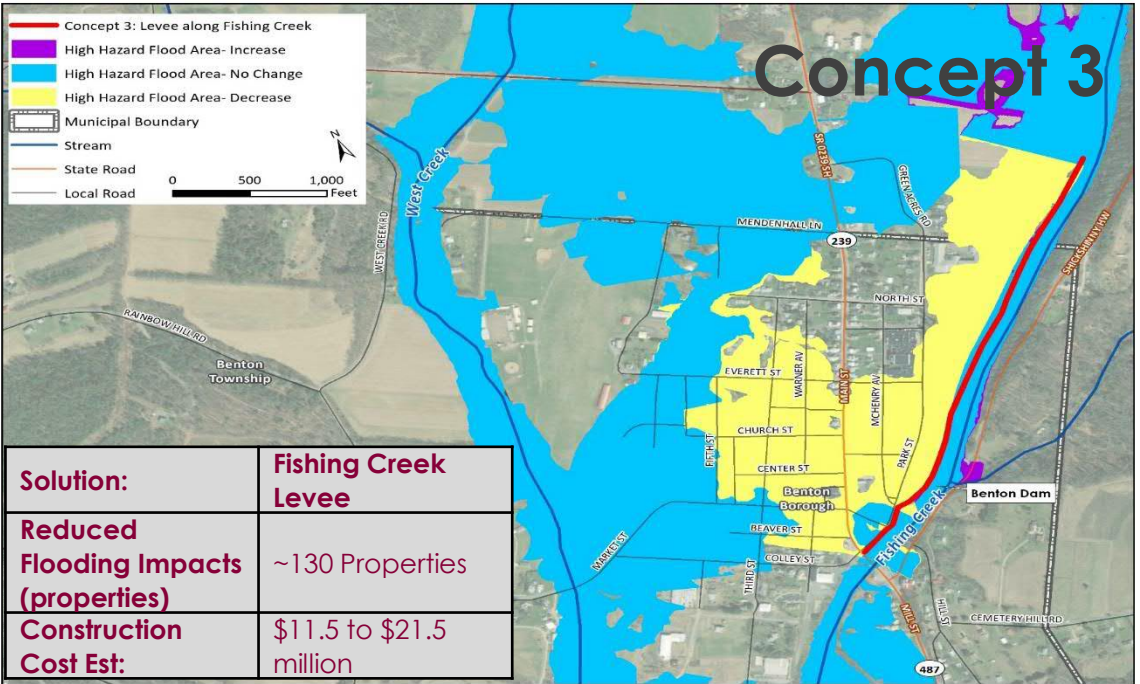 Concept 3: Levee along Fishing Creek
High Hazard Flood Area- Increase
High Hazard Flood Area- No Change
High Hazard Flood Area- Decrease
Municipal Boundary
Stream
State Road
Local Road
N
0 500 1,000
Feet
Concept 3
West Creek
WEST CREEK RD
SR 0239 SH
GREEN ACRES RD
MENDENHALL LN
239
SHICKSHINNY HW
NORTH ST
RAINBOW HILL RD
Benton
Township
EVERETT ST
WARNER AV
MAIN ST
MCHENRY AV
CHURCH ST
FIFTH ST
PARK ST
CENTER ST
Benton
Borough
Benton Dam
BEAVER ST
Fishing Creek
MARKET ST
COLLEY ST
THIRD ST
MILL ST
HILL ST
CEMETERY HILL RD
487
Solution:
Fishing Creek
Levee
Reduced
Flooding Impacts
(properties)
~130 Properties
Construction
Cost Est:
$11.5 to $21.5
million